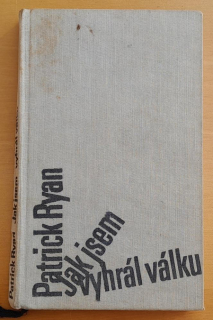 Patrick Ryan
Jak jsem
vyhrál válku
Patrick Ryan Jak jsem vyhrál válku